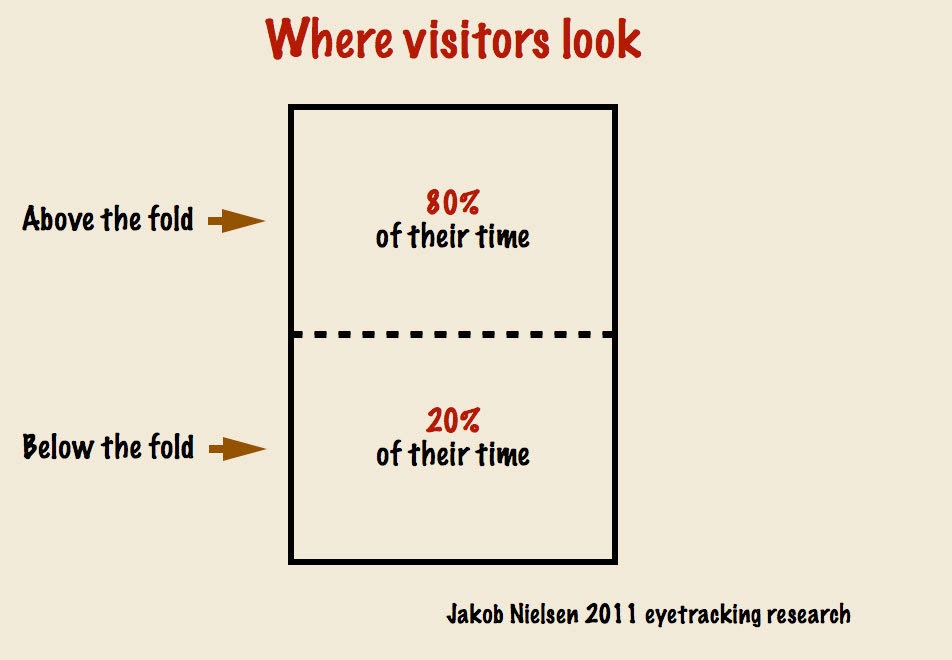 Where visitors look
Above the fold
80%
of their time
Below the fold
20%
of their time
Jakob Nielsen 2011 eyetracking research